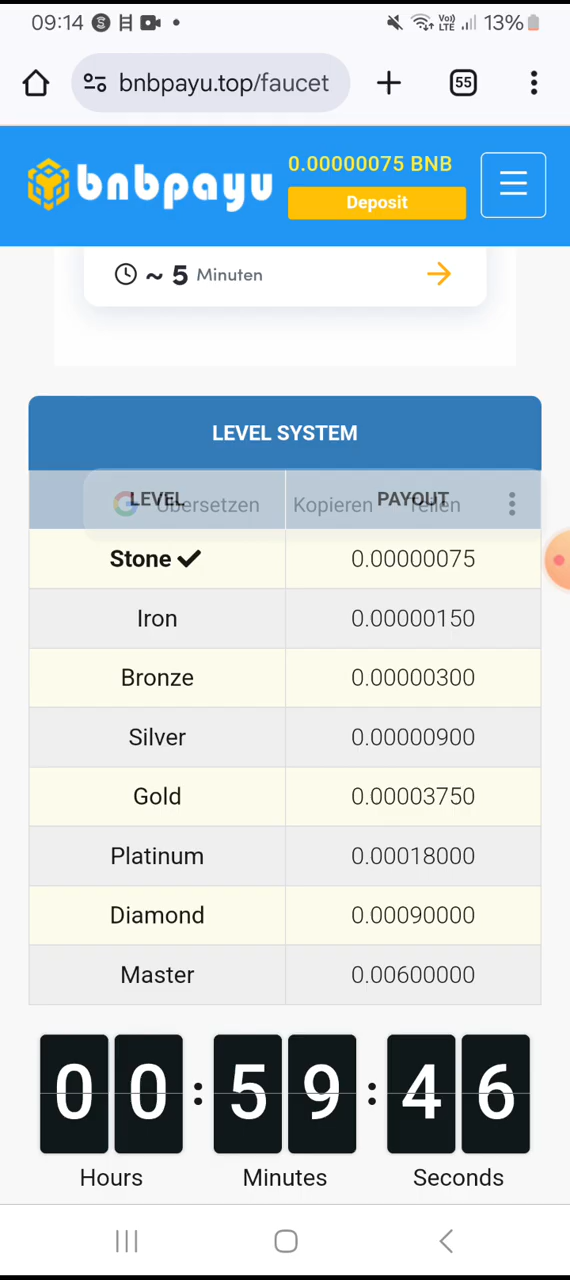 09:14 VoD LTE 13%
bnbpayu.top/faucet 55
bnbpayu
0.00000075 BNB
Deposit
~ 5 Minuten
LEVEL SYSTEM
LEVEL PAYOUT
Übersetzen Kopieren Teilen
Stone 0.00000075
Iron 0.00000150
Bronze 0.00000300
Silver 0.00000900
Gold 0.00003750
Platinum 0.00018000
Diamond 0.00090000
Master 0.00600000
00 : 59 : 46
Hours Minutes Seconds